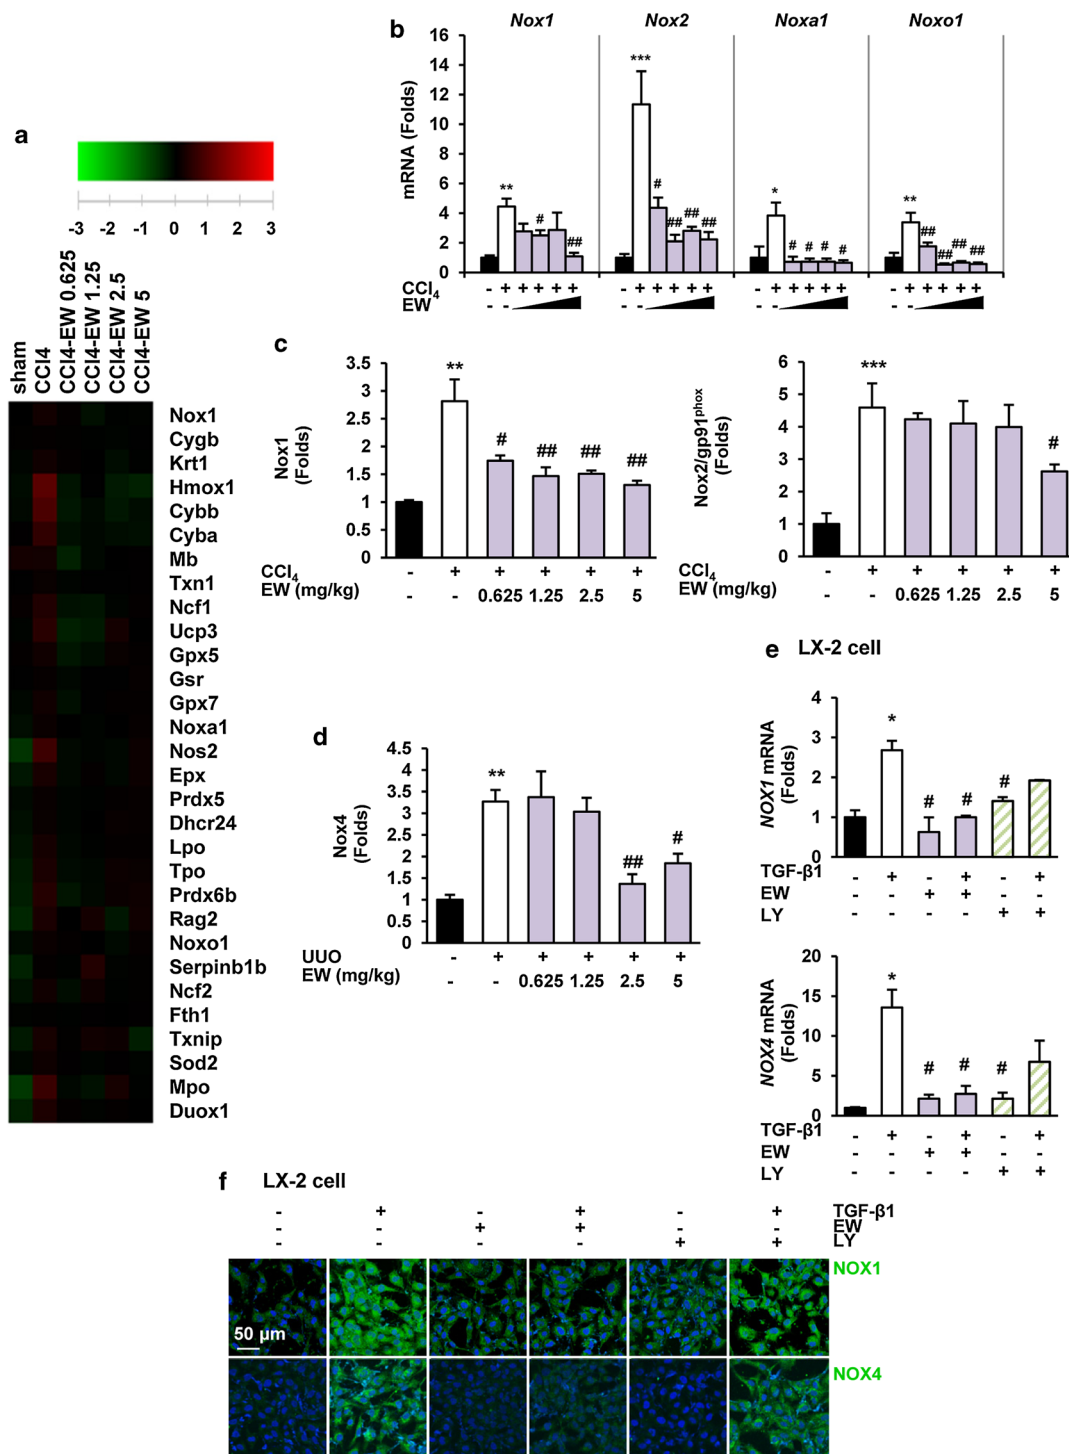 a
-3 -2 -1 0 1 2 3
sham
CCl4
CCl4-EW 0.625
CCl4-EW 1.25
CCl4-EW 2.5
CCl4-EW 5
Nox1
Cygb
Krt1
Hmox1
Cybb
Cyba
Mb
Txn1
Ncf1
Ucp3
Gpx5
Gsr
Gpx7
Noxa1
Nos2
Epx
Prdx5
Dhcr24
Lpo
Tpo
Prdx6b
Rag2
Noxo1
Serpinb1b
Ncf2
Fth1
Txnip
Sod2
Mpo
Duox1
b
Nox1 Nox2 Noxa1 Noxo1
mRNA (Folds)
16
14
12
10
8
6
4
2
0
** # ##
*** # ## ## ##
* # # # #
** ## ## ## ##
CCl4 - + + + + + - + + + + + - + + + + + - + + + + +
EW - - - - - - - -
c
Nox1
(Folds)
3.5
3
2.5
2
1.5
1
0.5
0
** # ## ## ##
CCl4 - + + + + +
EW (mg/kg) - - 0.625 1.25 2.5 5
Nox2/gp91phox
(Folds)
6
5
4
3
2
1
0
*** #
CCl4 - + + + + +
EW (mg/kg) - - 0.625 1.25 2.5 5
d
Nox4
(Folds)
4.5
4
3.5
3
2.5
2
1.5
1
0.5
0
** ## #
UUO - + + + + +
EW (mg/kg) - - 0.625 1.25 2.5 5
e LX-2 cell
NOX1 mRNA
(Folds)
4
3
2
1
0
* # # #
TGF-β1 - + - + - +
EW - - + + - -
LY - - - - + +
NOX4 mRNA
(Folds)
20
15
10
5
0
* # # #
TGF-β1 - + - + - +
EW - - + + - -
LY - - - - + +
f LX-2 cell
- + - + - + TGF-β1
- - + + - - EW
- - - - + + LY
NOX1
50 µm
NOX4